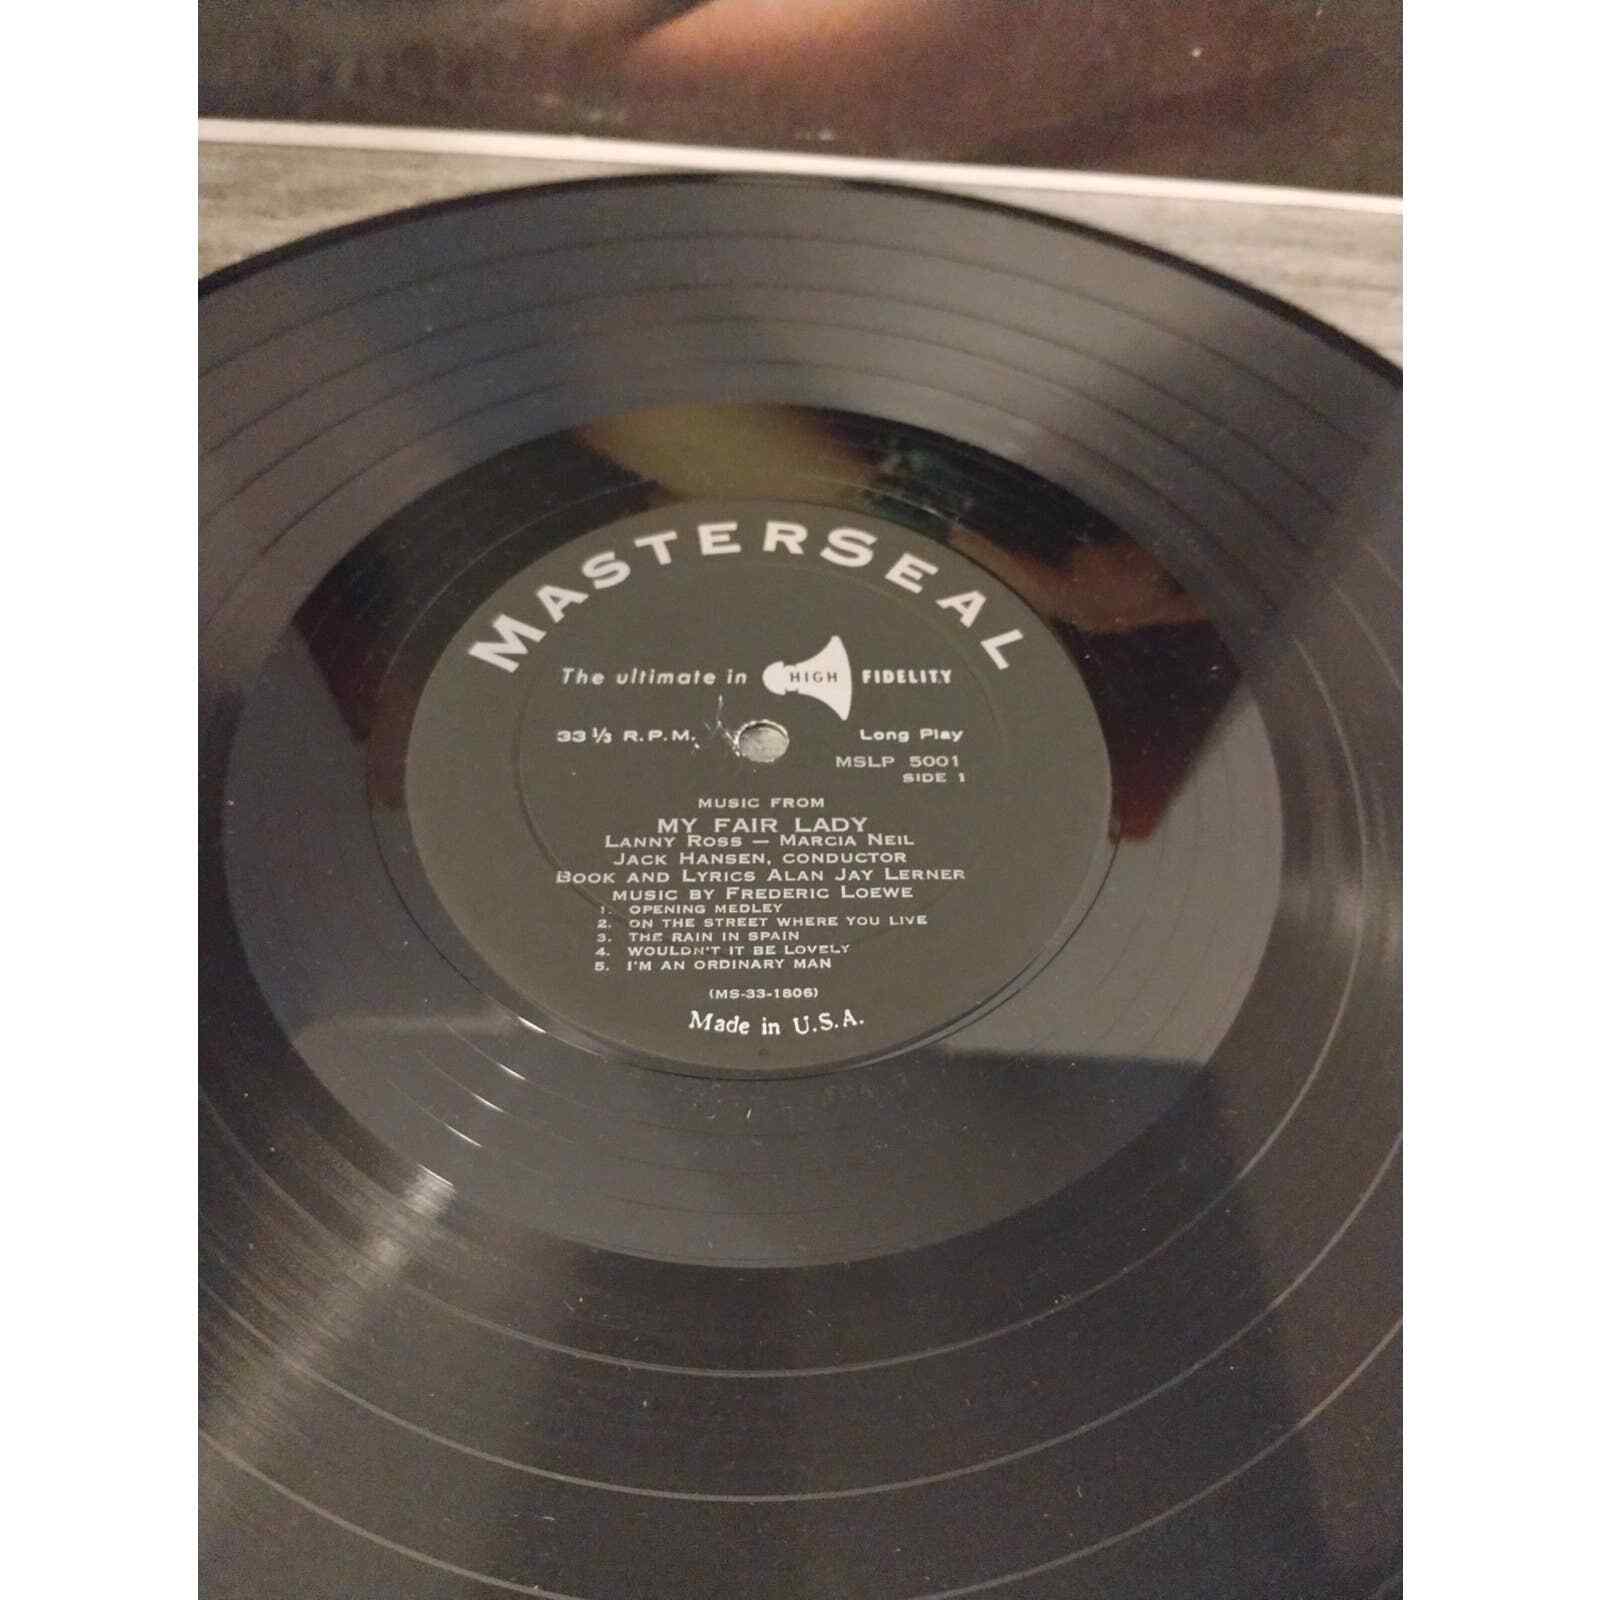 MASTERSEAL
The ultimate in HIGH FIDELITY
33 1/3 R.P.M. Long Play
MSLP 5001
SIDE 1
MUSIC FROM
MY FAIR LADY
LANNY ROSS — MARCIA NEIL
JACK HANSEN, CONDUCTOR
BOOK AND LYRICS ALAN JAY LERNER
MUSIC BY FREDERIC LOEWE
1. OPENING MEDLEY
2. ON THE STREET WHERE YOU LIVE
3. THE RAIN IN SPAIN
4. WOULDN'T IT BE LOVELY
5. I'M AN ORDINARY MAN
(MS-33-1806)
Made in U.S.A.